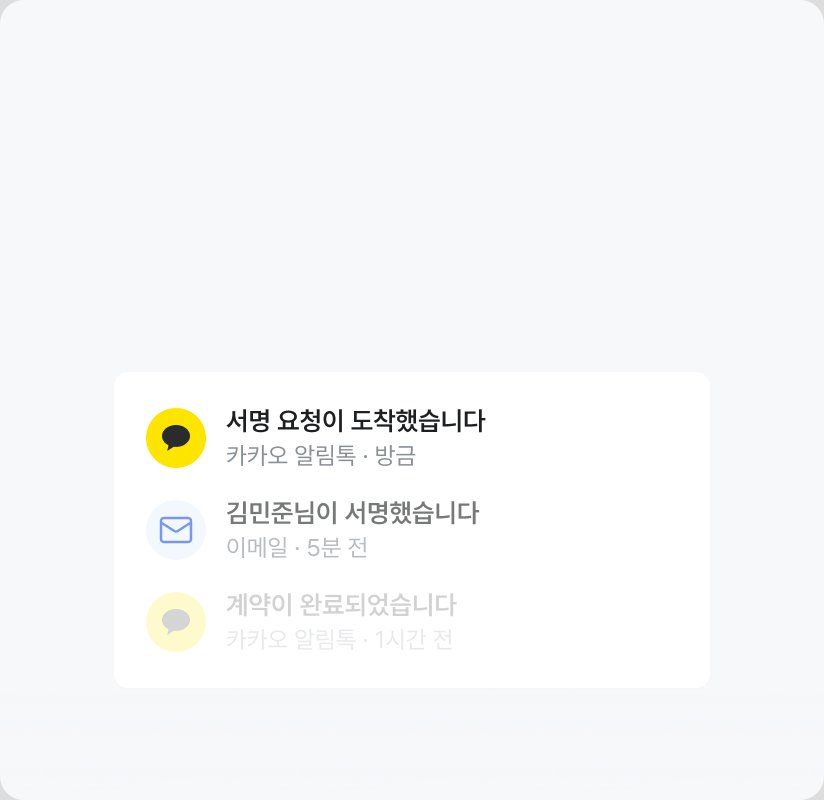 서명 요청이 도착했습니다
카카오 알림톡 · 방금
김민준님이 서명했습니다
이메일 · 5분 전
계약이 완료되었습니다
카카오 알림톡 · 1시간 전